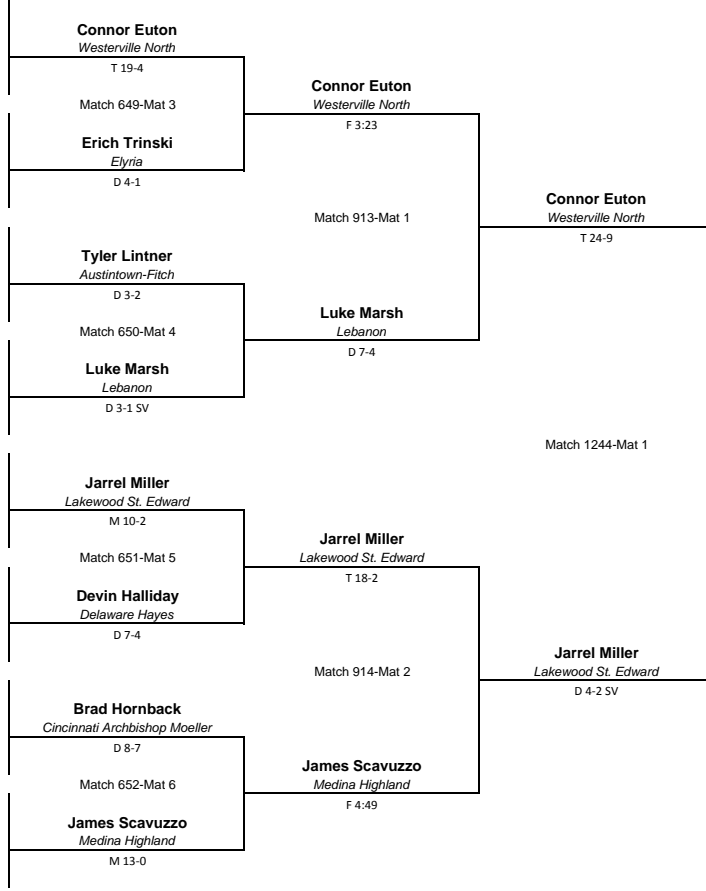 Connor Euton
Westerville North
T 19-4
Match 649-Mat 3
Erich Trinski
Elyria
D 4-1
Connor Euton
Westerville North
F 3:23
Match 913-Mat 1
Tyler Lintner
Austintown-Fitch
D 3-2
Match 650-Mat 4
Luke Marsh
Lebanon
D 3-1 SV
Luke Marsh
Lebanon
D 7-4
Connor Euton
Westerville North
T 24-9
Match 1244-Mat 1
Jarrel Miller
Lakewood St. Edward
M 10-2
Match 651-Mat 5
Devin Halliday
Delaware Hayes
D 7-4
Jarrel Miller
Lakewood St. Edward
T 18-2
Match 914-Mat 2
Brad Hornback
Cincinnati Archbishop Moeller
D 8-7
Match 652-Mat 6
James Scavuzzo
Medina Highland
M 13-0
James Scavuzzo
Medina Highland
F 4:49
Jarrel Miller
Lakewood St. Edward
D 4-2 SV